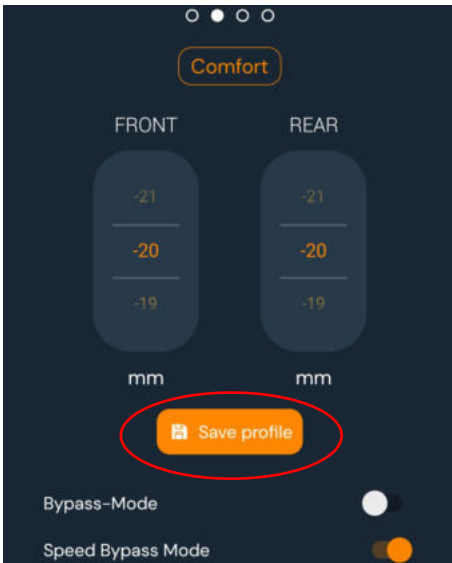 Comfort
FRONT REAR
-21 -21
-20 -20
-19 -19
mm mm
Save profile
Bypass-Mode
Speed Bypass Mode